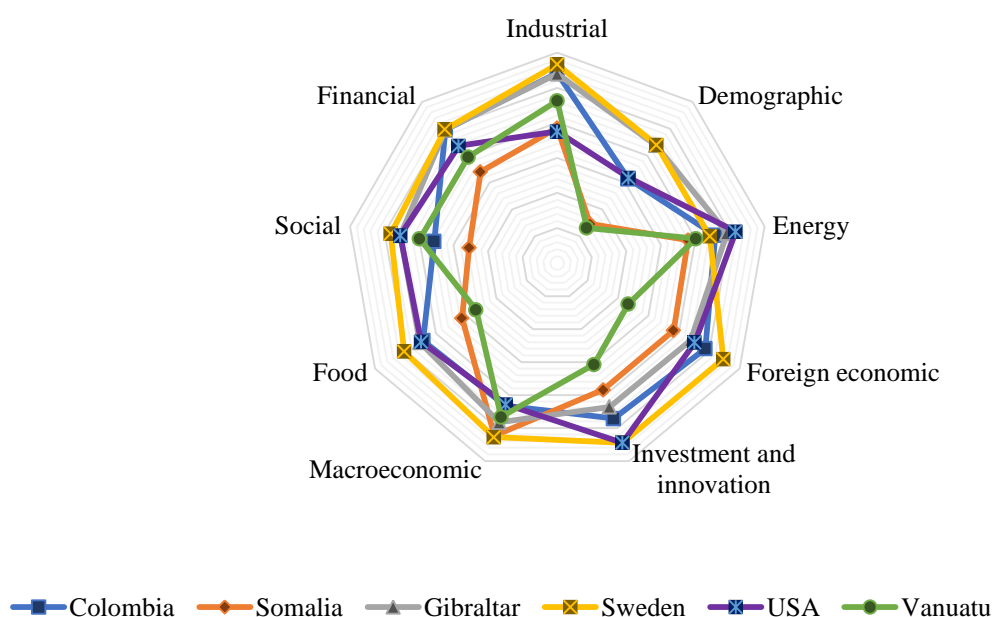 Industrial
Financial
Demographic
Social
Energy
Food
Foreign economic
Macroeconomic
Investment and
innovation
Colombia Somalia Gibraltar Sweden USA Vanuatu